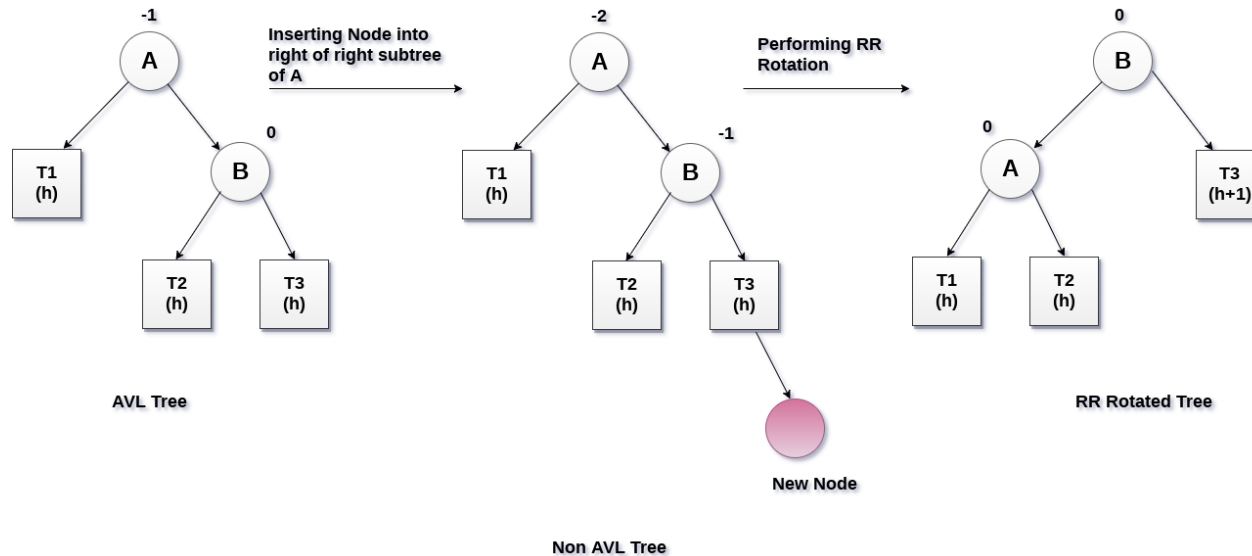 -1
A
Inserting Node into
right of right subtree
of A
0
B
T1
(h)
T2
(h)
T3
(h)
AVL Tree
-2
A
-1
B
T1
(h)
T2
(h)
T3
(h)
New Node
Non AVL Tree
Performing RR
Rotation
0
B
0
A
T3
(h+1)
T1
(h)
T2
(h)
RR Rotated Tree